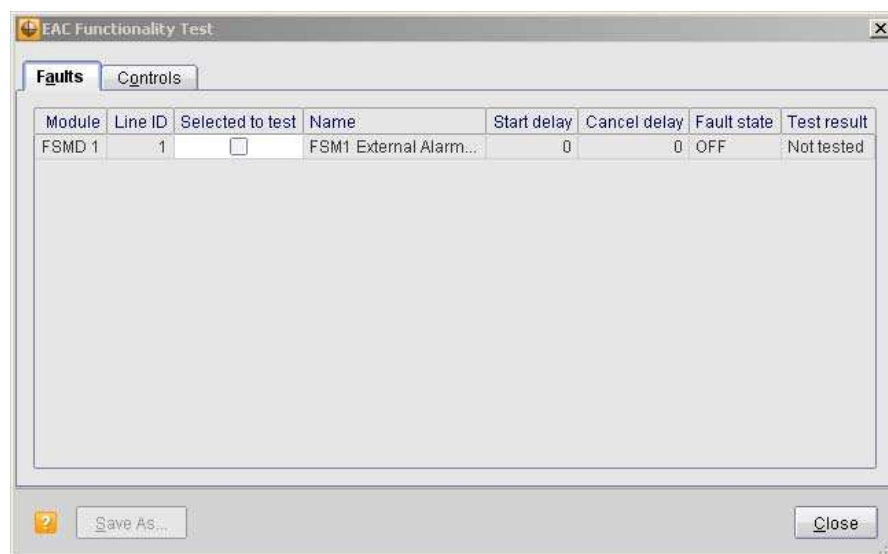 EAC Functionality Test
Faults Controls
Module Line ID Selected to test Name Start delay Cancel delay Fault state Test result
FSMD 1 1 FSM1 External Alarm... 0 0 OFF Not tested
? Save As... Close